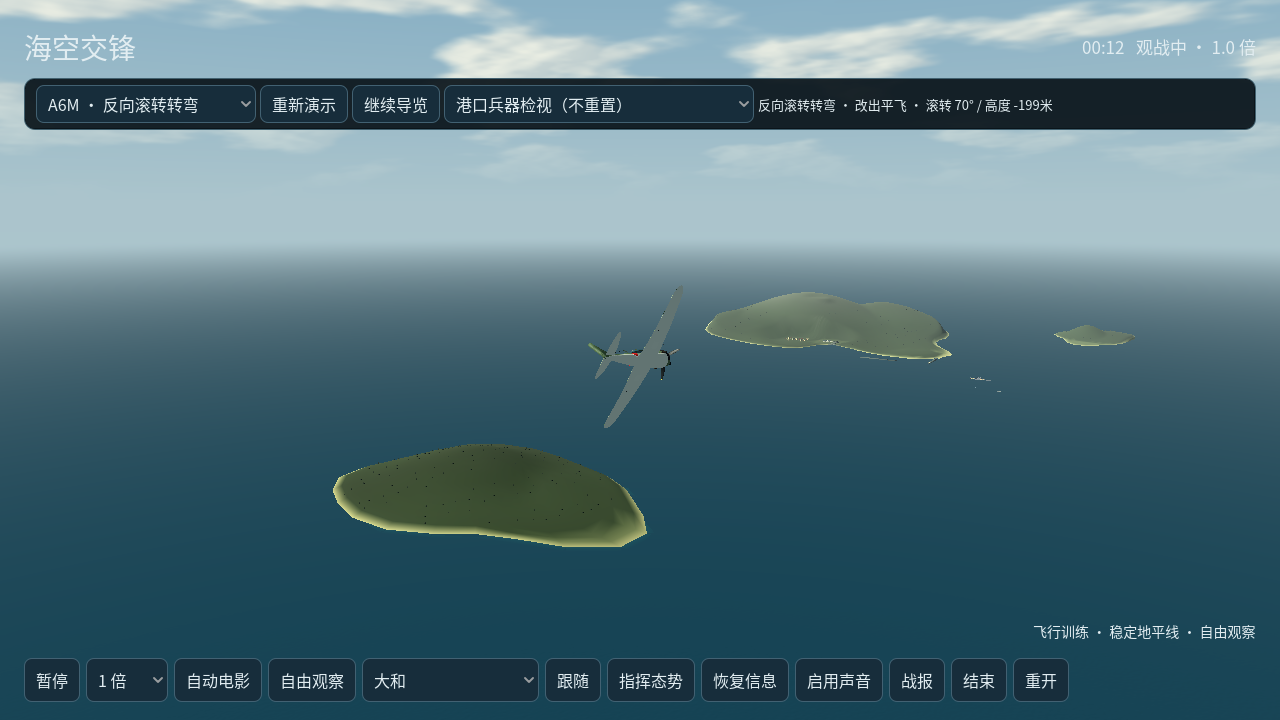 海空交锋
00:12 观战中 · 1.0 倍
A6M · 反向滚转转弯
重新演示
继续导览
港口兵器检视（不重置）
反向滚转转弯 · 改出平飞 · 滚转 70° / 高度 -199米
飞行训练 · 稳定地平线 · 自由观察
暂停
1 倍
自动电影
自由观察
大和
跟随
指挥态势
恢复信息
启用声音
战报
结束
重开